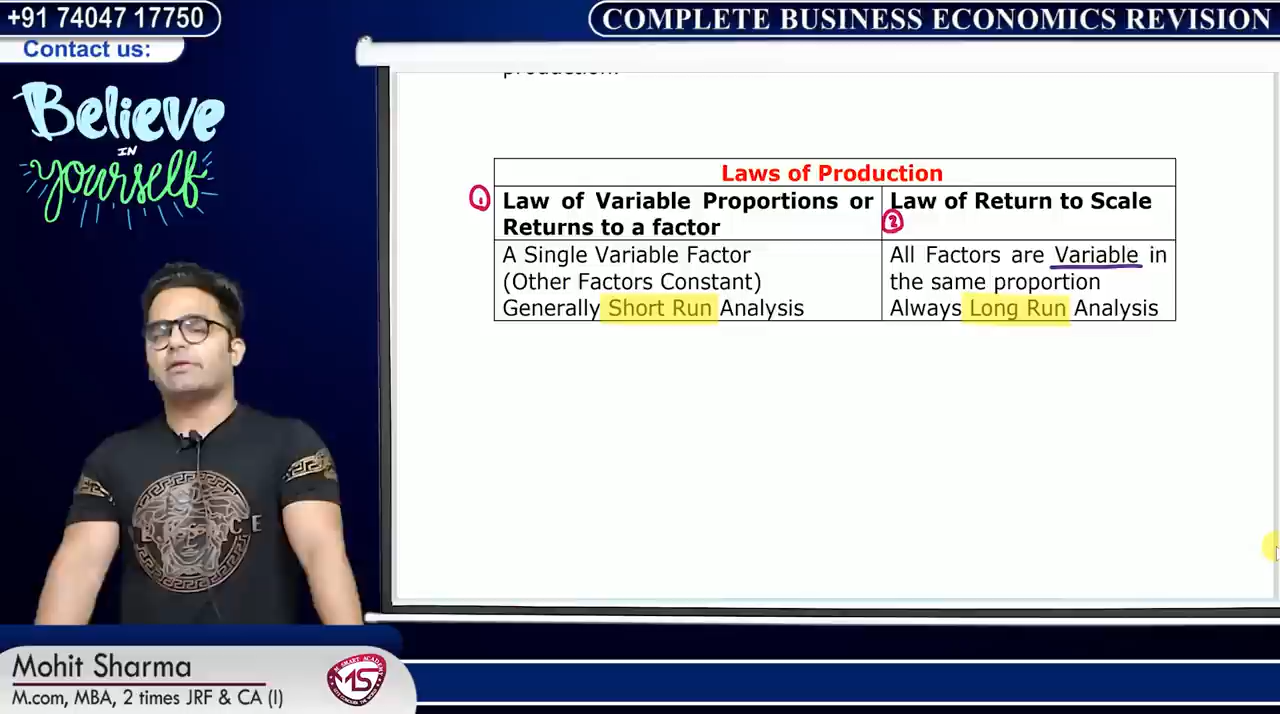 +91 74047 17750
COMPLETE BUSINESS ECONOMICS REVISION
Contact us:
Believe
IN
yourself
production.
Laws of Production
1
Law of Variable Proportions or
Returns to a factor
2
Law of Return to Scale
A Single Variable Factor
(Other Factors Constant)
Generally Short Run Analysis
All Factors are Variable in
the same proportion
Always Long Run Analysis
Mohit Sharma
M.com, MBA, 2 times JRF & CA (I)
MS